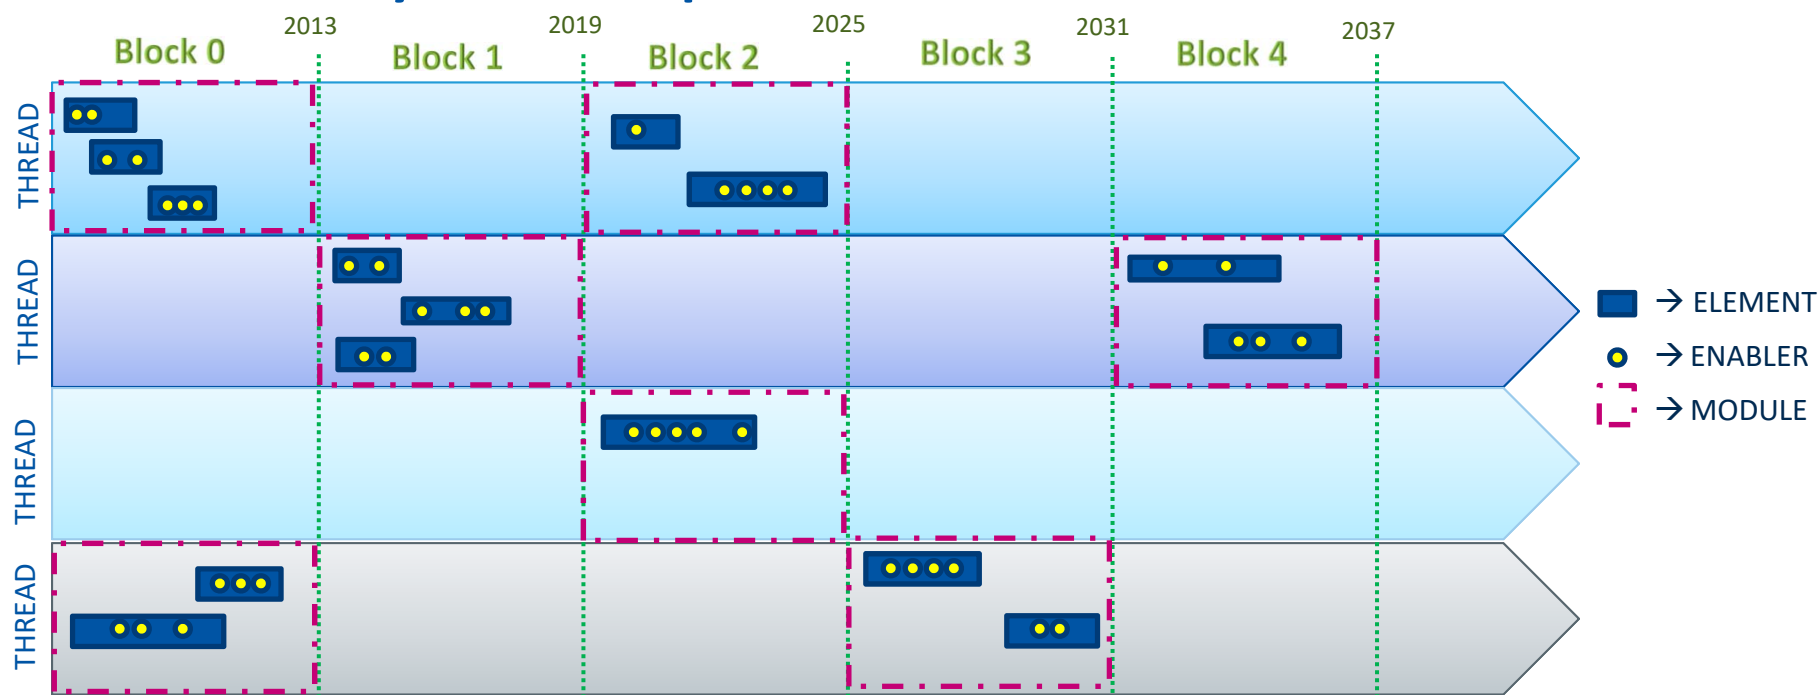 2013
2019
2025
2031
2037
Block 0
Block 1
Block 2
Block 3
Block 4
THREAD
THREAD
THREAD
THREAD
→ ELEMENT
→ ENABLER
→ MODULE